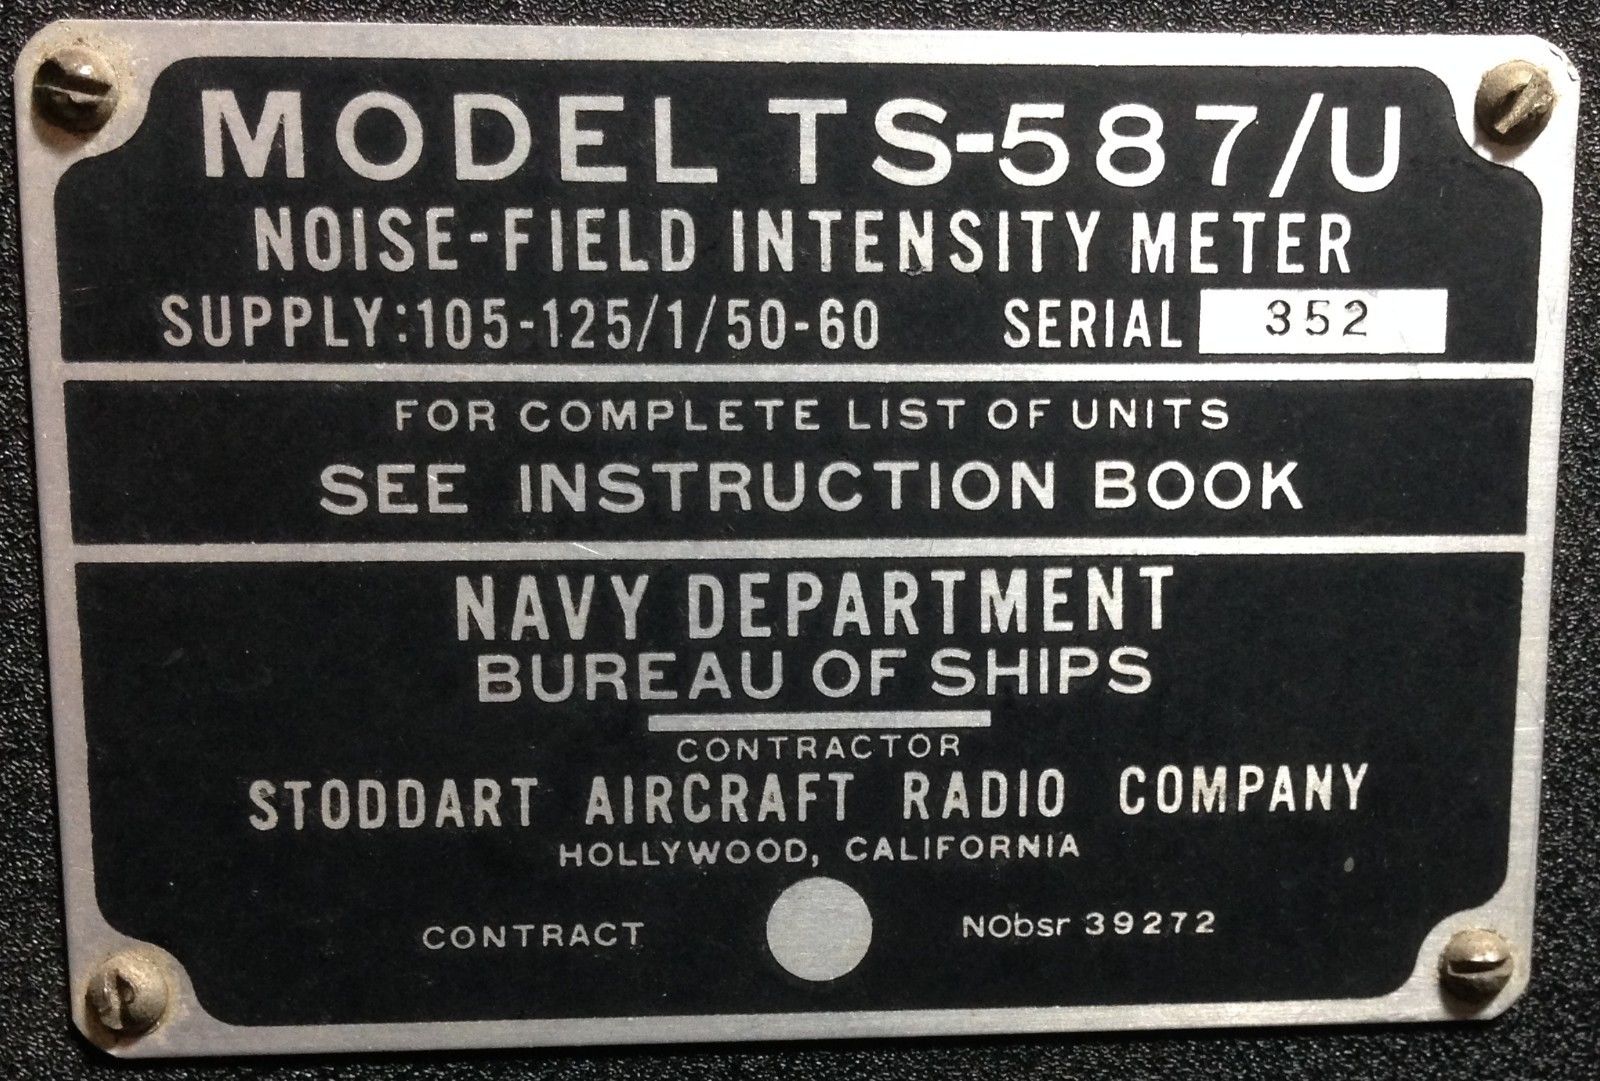 MODEL TS-587/U
NOISE-FIELD INTENSITY METER
SUPPLY:105-125/1/50-60 SERIAL 352
FOR COMPLETE LIST OF UNITS
SEE INSTRUCTION BOOK
NAVY DEPARTMENT
BUREAU OF SHIPS
CONTRACTOR
STODDART AIRCRAFT RADIO COMPANY
HOLLYWOOD, CALIFORNIA
CONTRACT NObsr 39272